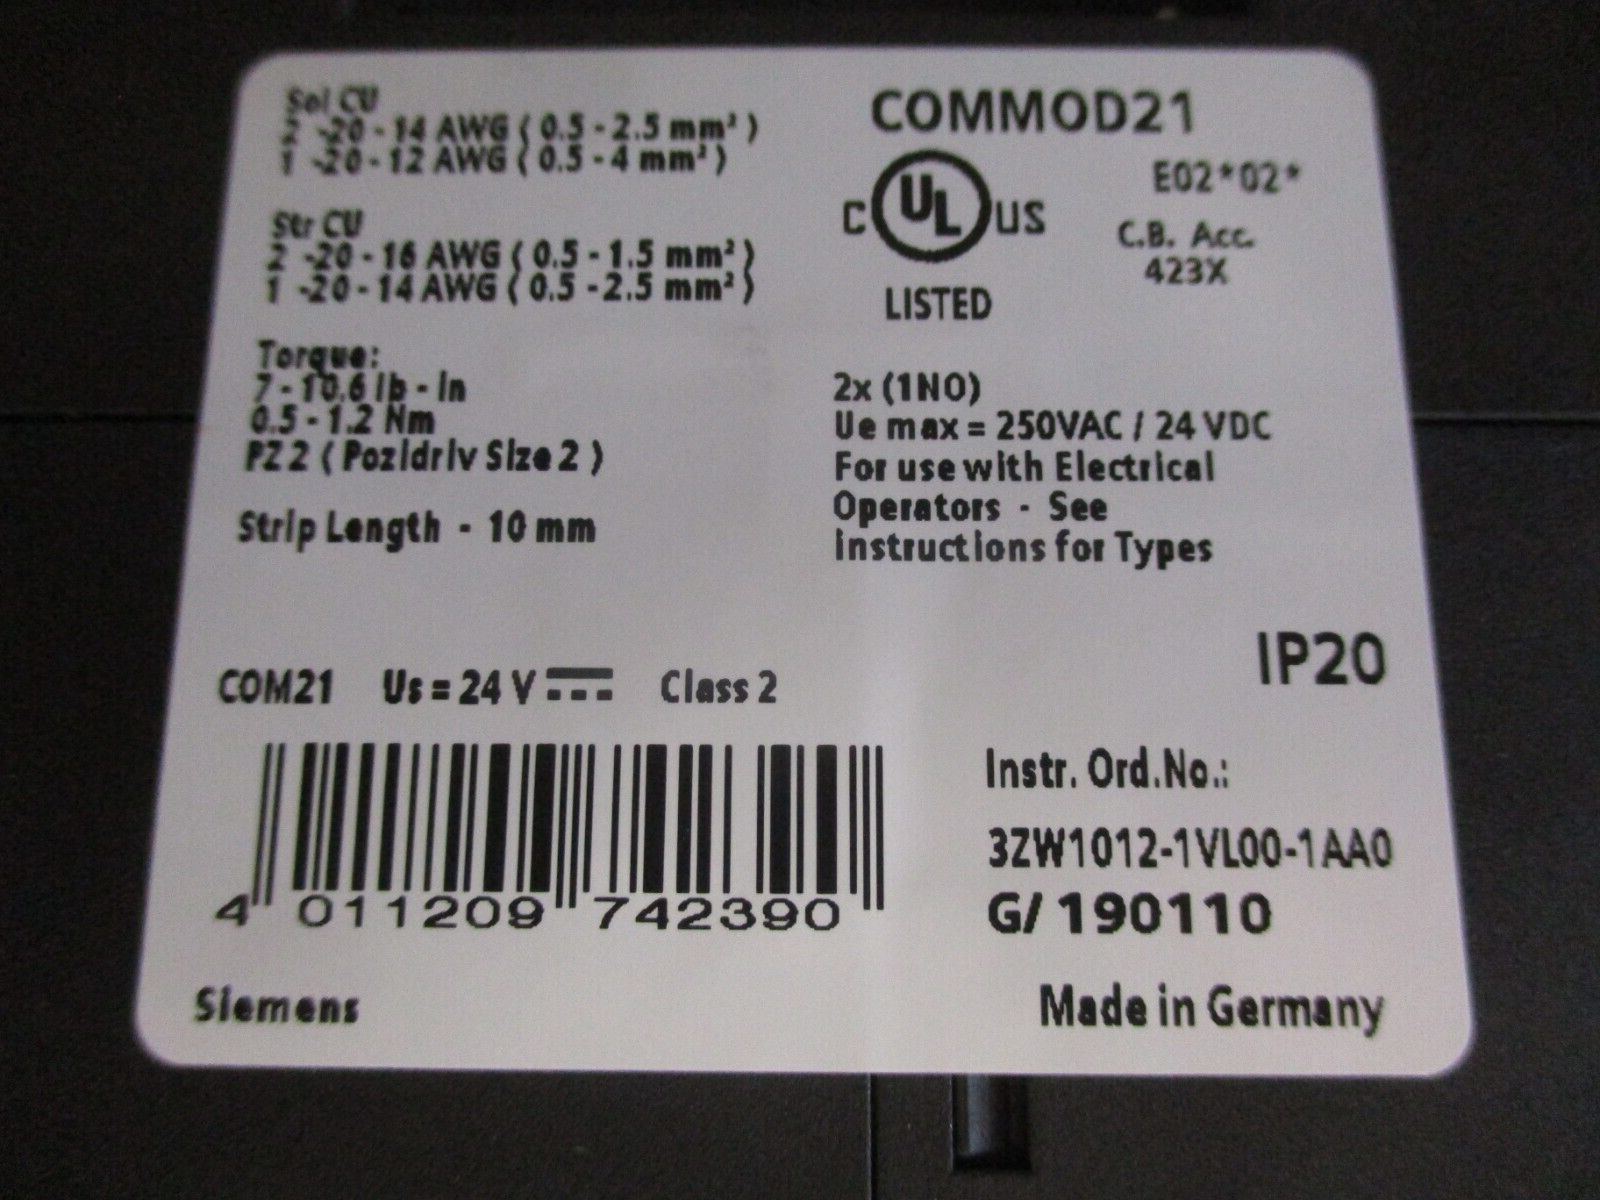 Sol CU
2 -20 - 14 AWG ( 0.5 - 2.5 mm² )
1 -20 - 12 AWG ( 0.5 - 4 mm² )
Str CU
2 -20 - 16 AWG ( 0.5 - 1.5 mm² )
1 -20 - 14 AWG ( 0.5 - 2.5 mm² )
Torque:
7 - 10.6 lb - in
0.5 - 1.2 Nm
PZ 2 ( Pozidriv Size 2 )
Strip Length - 10 mm
COMMOD21
C UL US
LISTED
E02*02*
C.B. Acc.
423X
2x (1NO)
Ue max = 250VAC / 24 VDC
For use with Electrical
Operators - See
instructions for Types
IP20
COM21 Us = 24 V Class 2
4 011209 742390
Instr. Ord.No.:
3ZW1012-1VL00-1AA0
G/ 190110
Siemens
Made in Germany